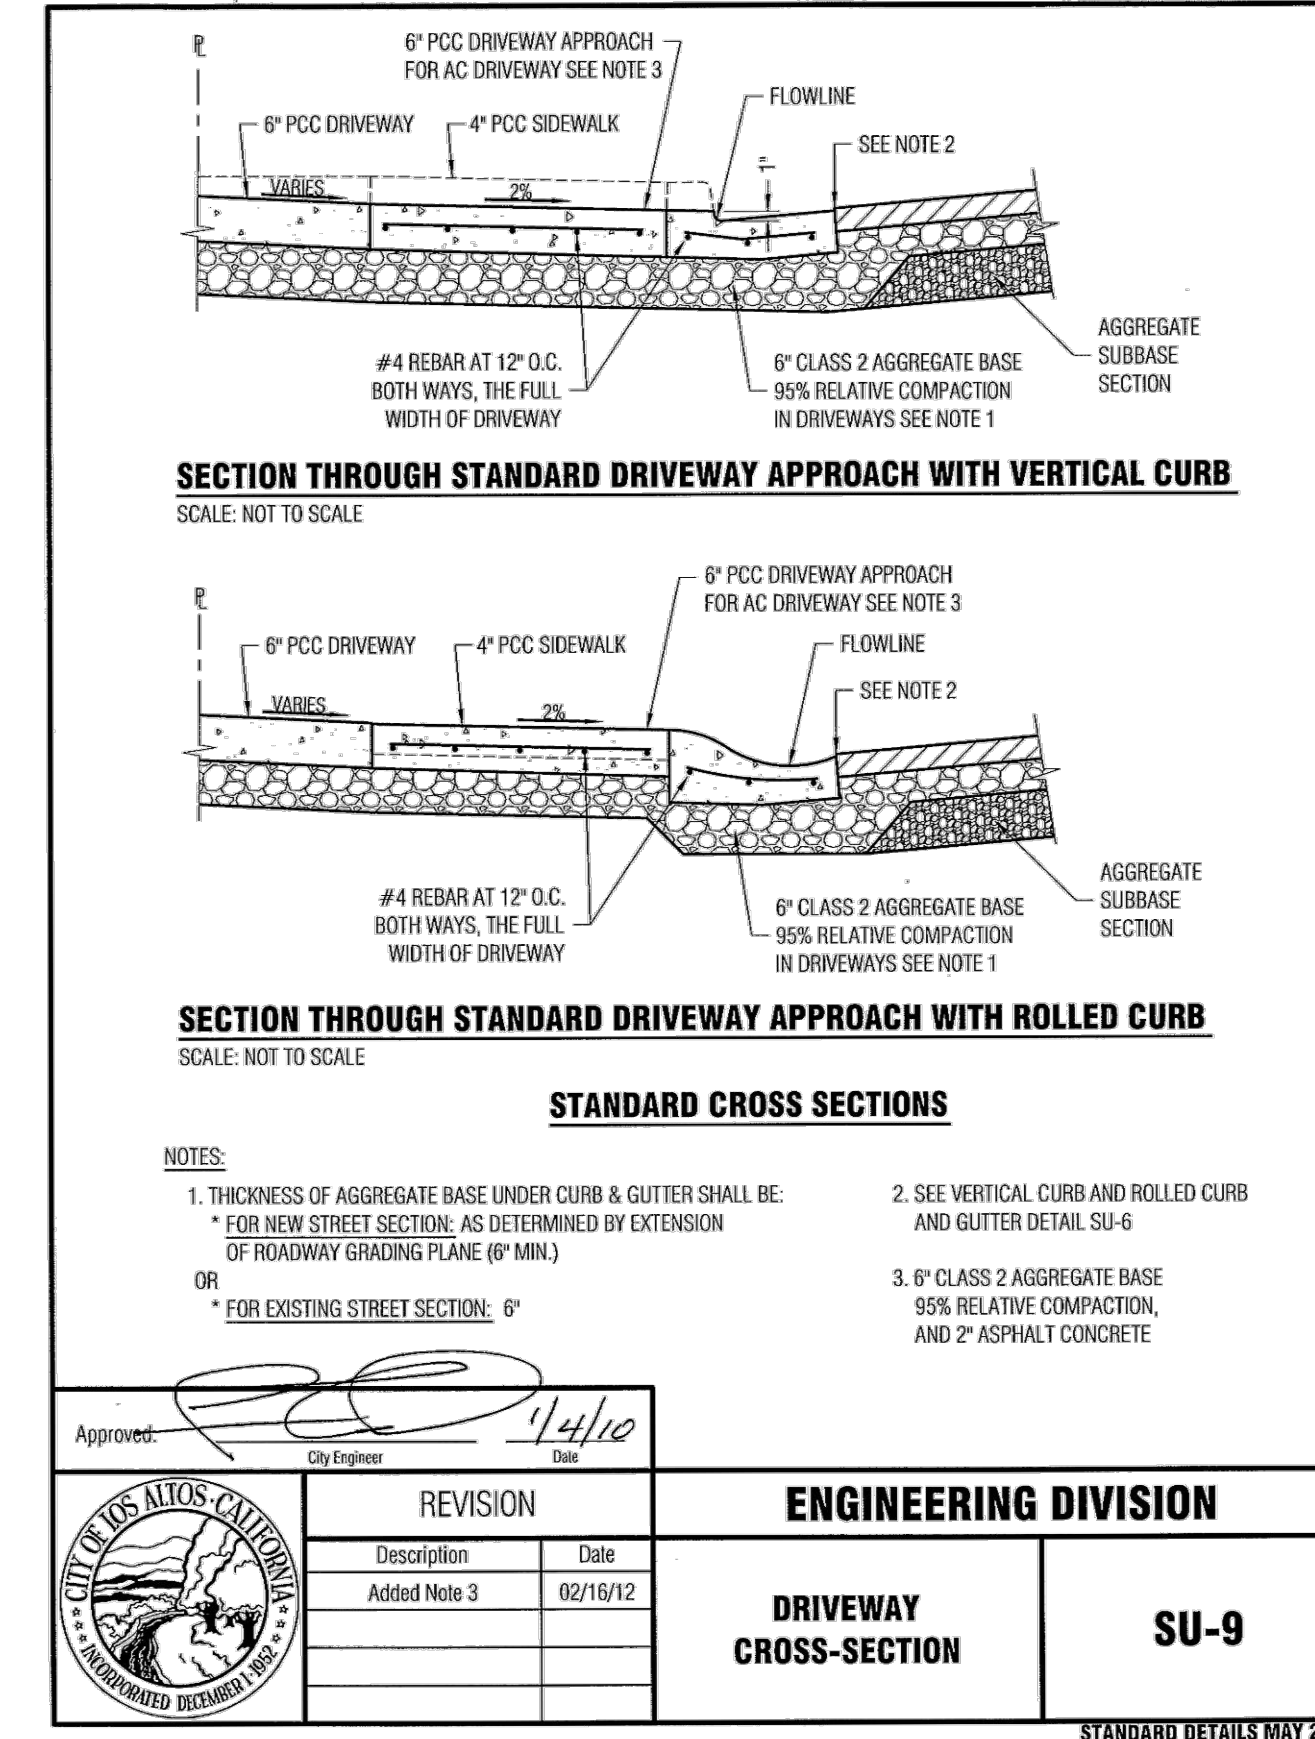 ℄
6" PCC DRIVEWAY APPROACH
FOR AC DRIVEWAY SEE NOTE 3
FLOWLINE
6" PCC DRIVEWAY
4" PCC SIDEWALK
SEE NOTE 2
1"
VARIES
2%
#4 REBAR AT 12" O.C.
BOTH WAYS, THE FULL
WIDTH OF DRIVEWAY
6" CLASS 2 AGGREGATE BASE
95% RELATIVE COMPACTION
IN DRIVEWAYS SEE NOTE 1
AGGREGATE
SUBBASE
SECTION
SECTION THROUGH STANDARD DRIVEWAY APPROACH WITH VERTICAL CURB
SCALE: NOT TO SCALE
℄
6" PCC DRIVEWAY APPROACH
FOR AC DRIVEWAY SEE NOTE 3
6" PCC DRIVEWAY
4" PCC SIDEWALK
FLOWLINE
SEE NOTE 2
VARIES
2%
#4 REBAR AT 12" O.C.
BOTH WAYS, THE FULL
WIDTH OF DRIVEWAY
6" CLASS 2 AGGREGATE BASE
95% RELATIVE COMPACTION
IN DRIVEWAYS SEE NOTE 1
AGGREGATE
SUBBASE
SECTION
SECTION THROUGH STANDARD DRIVEWAY APPROACH WITH ROLLED CURB
SCALE: NOT TO SCALE
STANDARD CROSS SECTIONS
NOTES:
1. THICKNESS OF AGGREGATE BASE UNDER CURB & GUTTER SHALL BE:
* FOR NEW STREET SECTION: AS DETERMINED BY EXTENSION
OF ROADWAY GRADING PLANE (6" MIN.)
OR
* FOR EXISTING STREET SECTION: 6"
2. SEE VERTICAL CURB AND ROLLED CURB
AND GUTTER DETAIL SU-6
3. 6" CLASS 2 AGGREGATE BASE
95% RELATIVE COMPACTION,
AND 2" ASPHALT CONCRETE
Approved:
1/4/10
City Engineer
Date
CITY OF LOS ALTOS · CALIFORNIA
INCORPORATED DECEMBER 1, 1952
REVISION
Description
Date
Added Note 3
02/16/12
ENGINEERING DIVISION
DRIVEWAY
CROSS-SECTION
SU-9
STANDARD DETAILS MAY